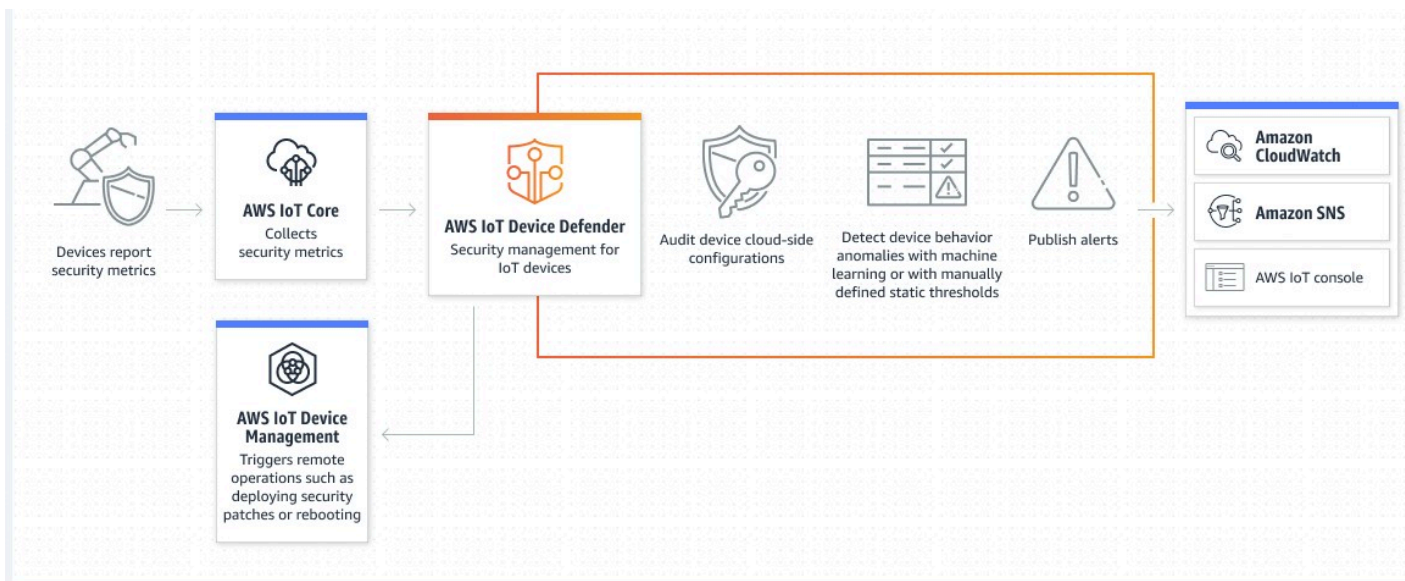 Devices report
security metrics
AWS IoT Core
Collects
security metrics
AWS IoT Device Defender
Security management for
IoT devices
Audit device cloud-side
configurations
Detect device behavior
anomalies with machine
learning or with manually
defined static thresholds
Publish alerts
Amazon
CloudWatch
Amazon SNS
AWS IoT console
AWS IoT Device
Management
Triggers remote
operations such as
deploying security
patches or rebooting